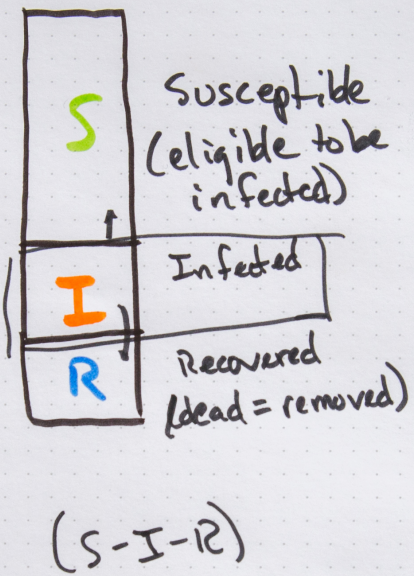 S
Susceptible
(eligible to be
infected)
I
Infected
R
Recovered
(dead = removed)
(S-I-R)